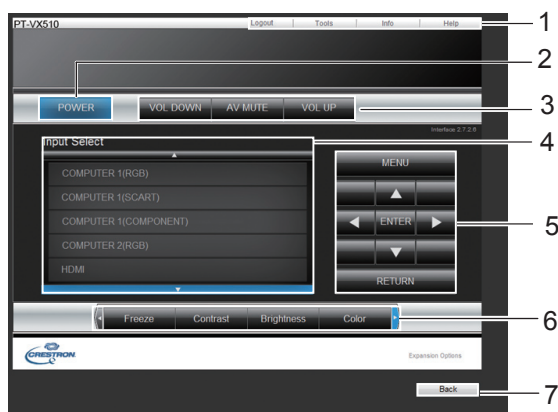 PT-VX510 Logout Tools Info Help 1
2
POWER VOL DOWN AV MUTE VOL UP 3
Interface 2.7.2.8
Input Select 4
MENU
COMPUTER 1(RGB)
COMPUTER 1(SCART)
COMPUTER 1(COMPONENT) ENTER 5
COMPUTER 2(RGB)
HDMI
RETURN
Freeze Contrast Brightness Color 6
CRESTRON Expansion Options
Back 7